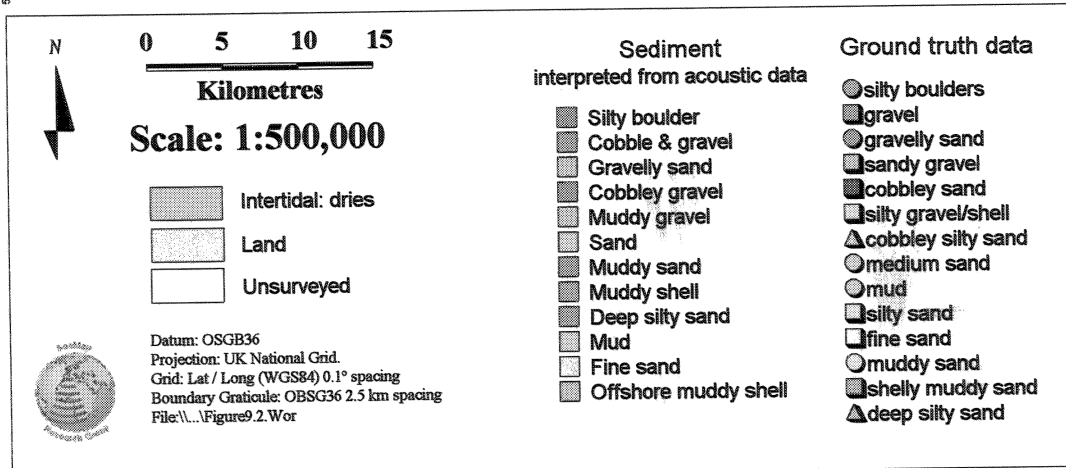 N
0 5 10 15
Kilometres
Scale: 1:500,000
Intertidal: dries
Land
Unsurveyed
Datum: OSGB36
Projection: UK National Grid.
Grid: Lat / Long (WGS84) 0.1° spacing
Boundary Graticule: OBSG36 2.5 km spacing
File:\\...\Figure9.2.Wor
SeaMap
Research Group
Sediment
interpreted from acoustic data
Silty boulder
Cobble & gravel
Gravelly sand
Cobbley gravel
Muddy gravel
Sand
Muddy sand
Muddy shell
Deep silty sand
Mud
Fine sand
Offshore muddy shell
Ground truth data
silty boulders
gravel
gravelly sand
sandy gravel
cobbley sand
silty gravel/shell
cobbley silty sand
medium sand
mud
silty sand
fine sand
muddy sand
shelly muddy sand
deep silty sand